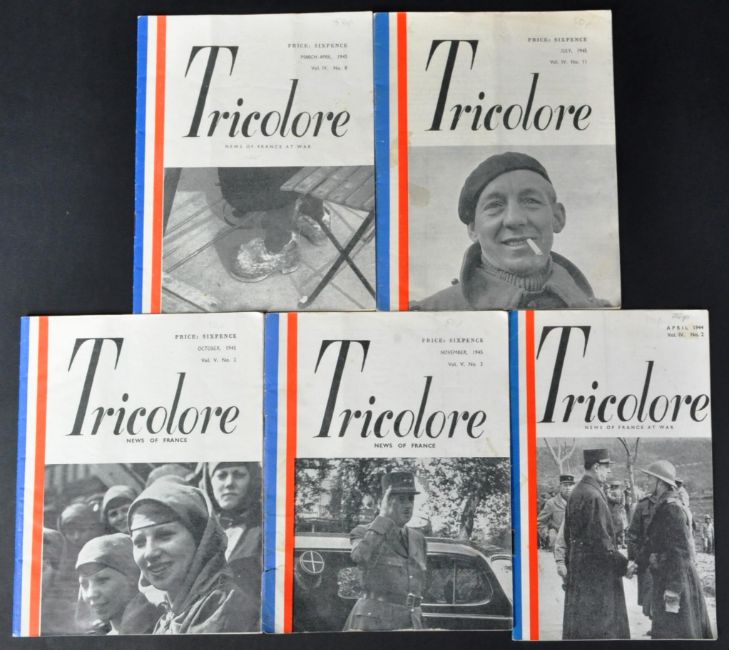 PRICE: SIXPENCE
MARCH-APRIL, 1945
Vol. IV. No. 8
Tricolore
NEWS OF FRANCE AT WAR
PRICE: SIXPENCE
JULY, 1945
Vol. IV. No. 11
Tricolore
PRICE: SIXPENCE
OCTOBER, 1945
Vol. V. No. 2
Tricolore
NEWS OF FRANCE
PRICE: SIXPENCE
NOVEMBER, 1945
Vol. V. No. 3
Tricolore
NEWS OF FRANCE
APRIL 1944
Vol. IV. No. 2
Tricolore
NEWS OF FRANCE AT WAR